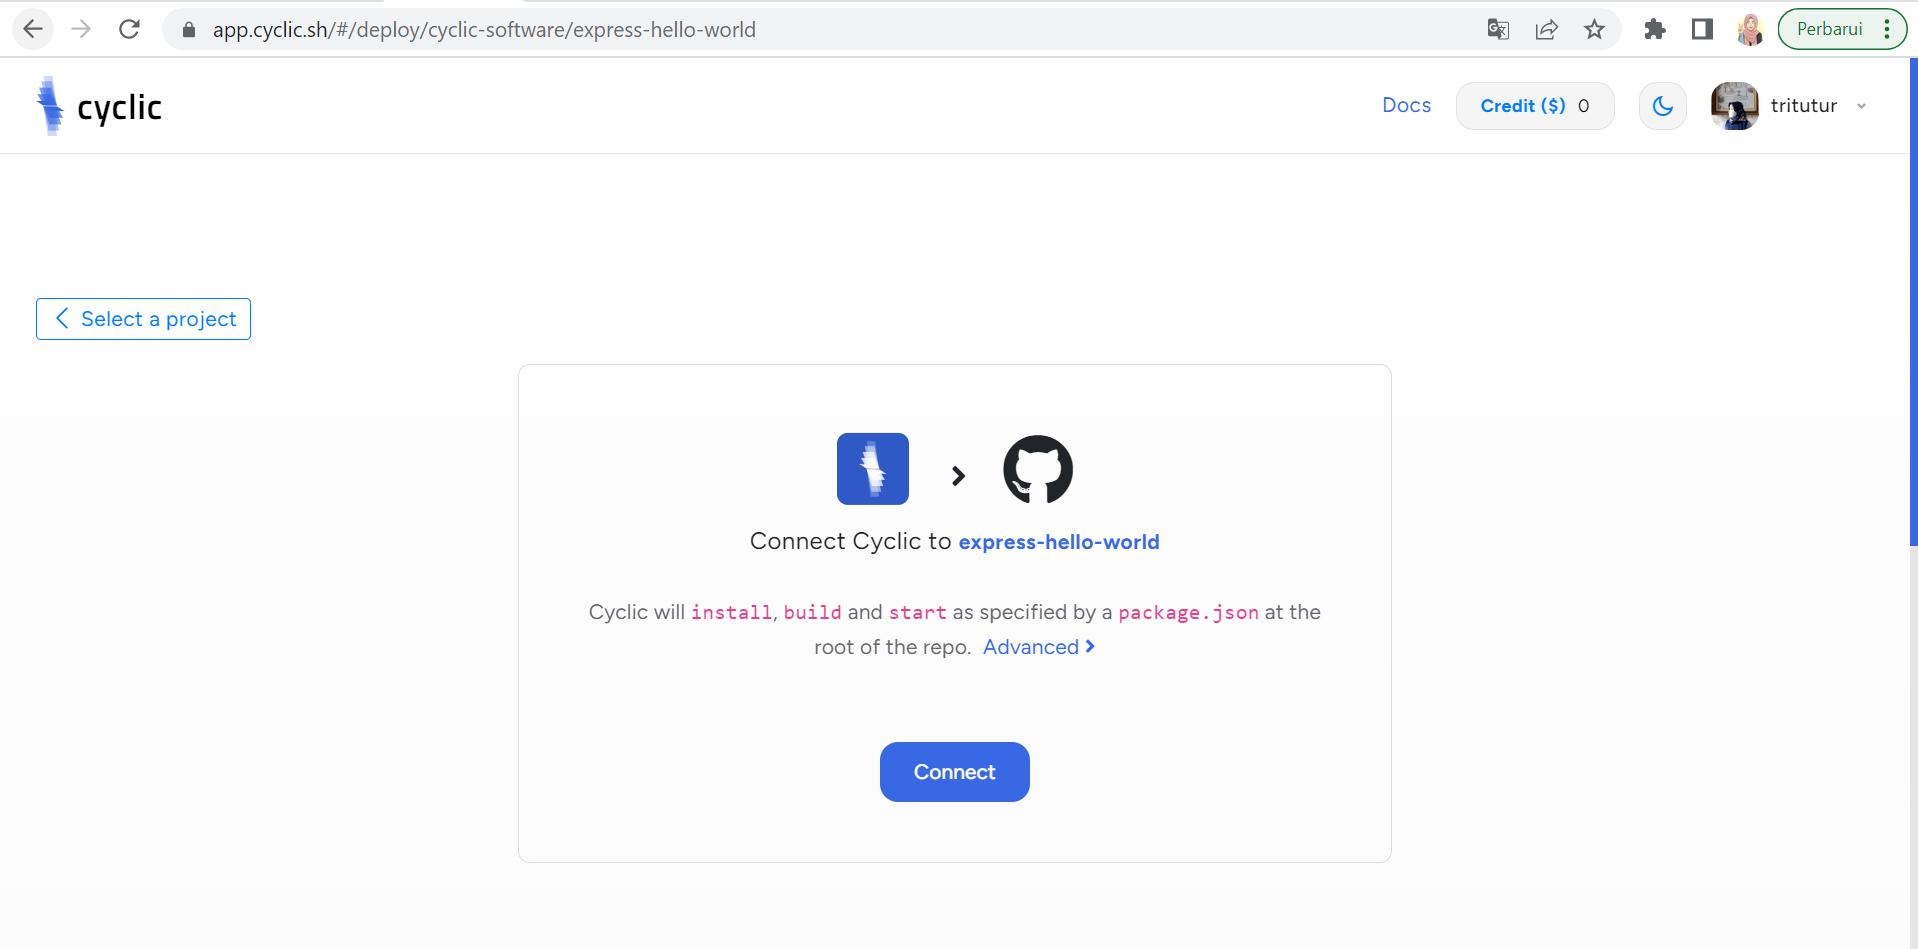 app.cyclic.sh/#/deploy/cyclic-software/express-hello-world
Perbarui
cyclic
Docs
Credit ($) 0
tritutur
Select a project
Connect Cyclic to express-hello-world
Cyclic will install, build and start as specified by a package.json at the
root of the repo. Advanced
Connect